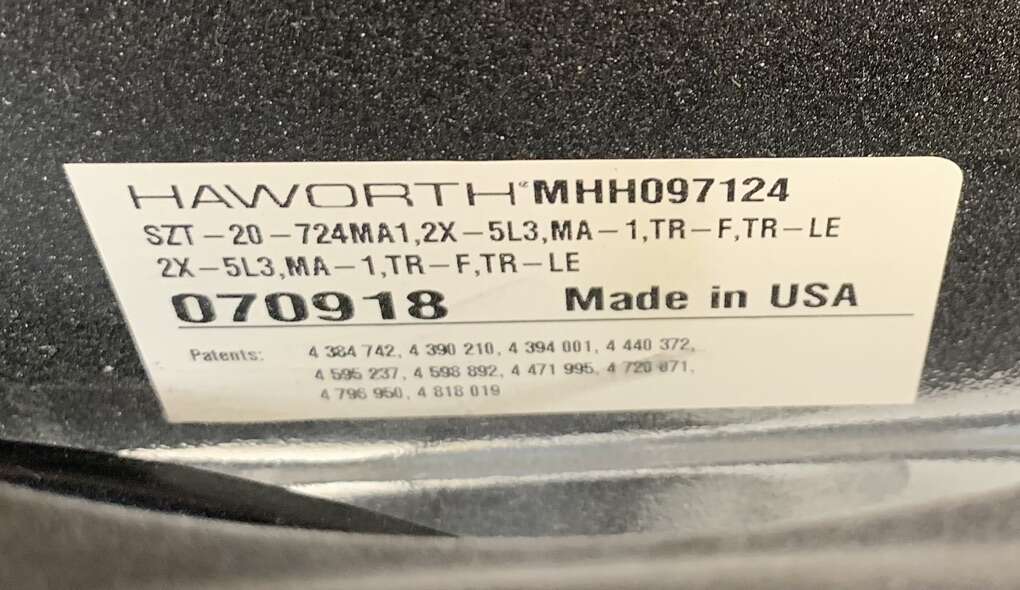 HAWORTH MHH097124
SZT-20-724MA1,2X-5L3,MA-1,TR-F,TR-LE
2X-5L3,MA-1,TR-F,TR-LE
070918 Made in USA
Patents: 4 384 742, 4 390 210, 4 394 001, 4 440 372,
4 595 237, 4 598 892, 4 471 995, 4 720 071,
4 796 950, 4 818 019